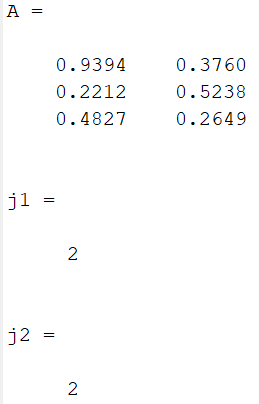 A =
0.9394 0.3760
0.2212 0.5238
0.4827 0.2649
j1 =
2
j2 =
2